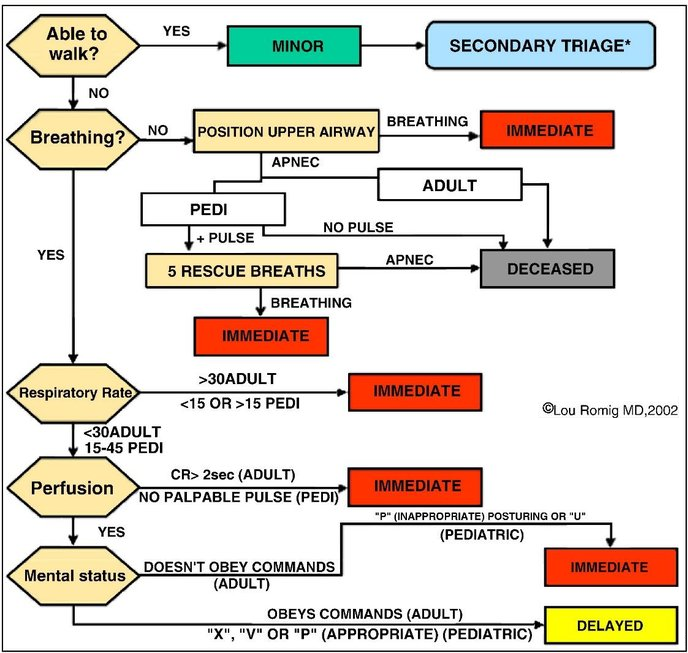 Able to
walk?
YES
MINOR
SECONDARY TRIAGE*
NO
Breathing?
NO
POSITION UPPER AIRWAY
BREATHING
IMMEDIATE
APNEC
PEDI
ADULT
YES
+ PULSE
NO PULSE
5 RESCUE BREATHS
APNEC
DECEASED
BREATHING
IMMEDIATE
Respiratory Rate
>30ADULT
<15 OR >15 PEDI
IMMEDIATE
©Lou Romig MD,2002
<30ADULT
15-45 PEDI
Perfusion
CR> 2sec (ADULT)
NO PALPABLE PULSE (PEDI)
IMMEDIATE
YES
"P" (INAPPROPRIATE) POSTURING OR "U"
(PEDIATRIC)
Mental status
DOESN'T OBEY COMMANDS
(ADULT)
IMMEDIATE
OBEYS COMMANDS (ADULT)
"X", "V" OR "P" (APPROPRIATE) (PEDIATRIC)
DELAYED